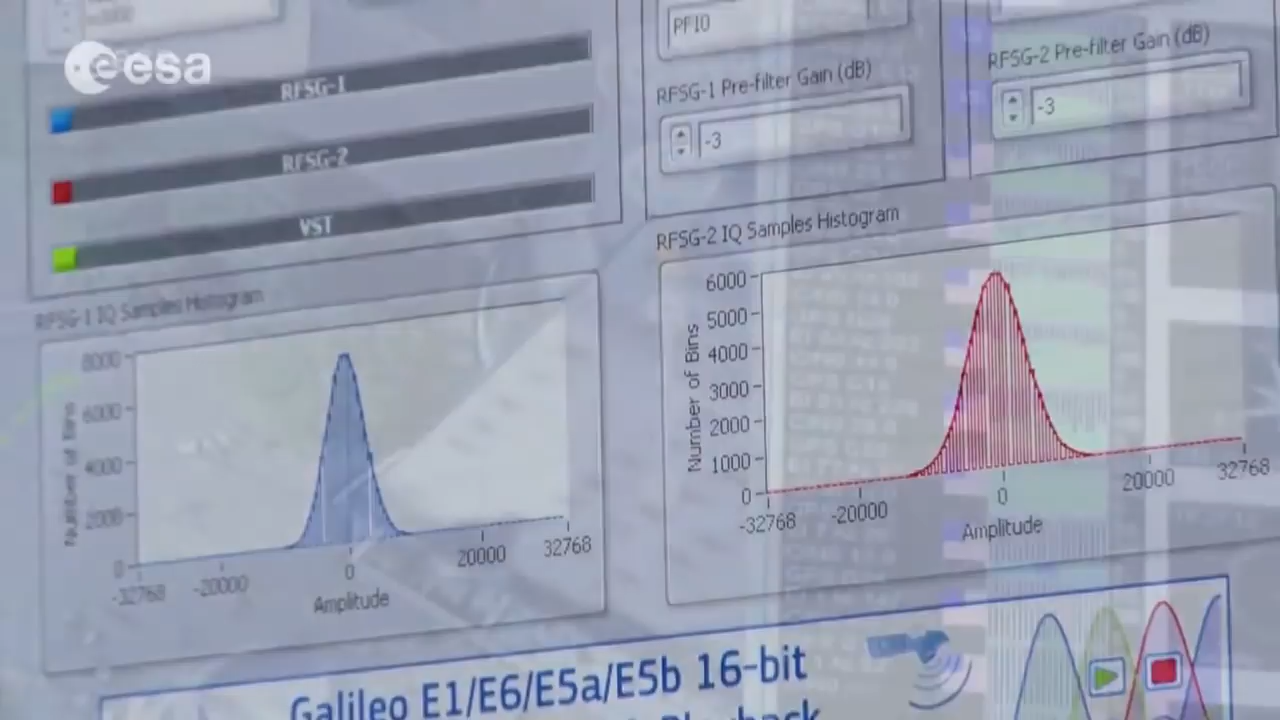 esa
PF10
RFSG-1
RFSG-2
VST
RFSG-1 Pre-filter Gain (dB)
-3
RFSG-2 Pre-filter Gain (dB)
-3
RFSG-1 IQ Samples Histogram
Number of Bins
8000
6000
4000
2000
0
-32768
-20000
0
20000
32768
Amplitude
RFSG-2 IQ Samples Histogram
Number of Bins
6000
5000
4000
3000
2000
1000
0
-32768
-20000
0
20000
32768
Amplitude
Galileo E1/E6/E5a/E5b 16-bit
Playback